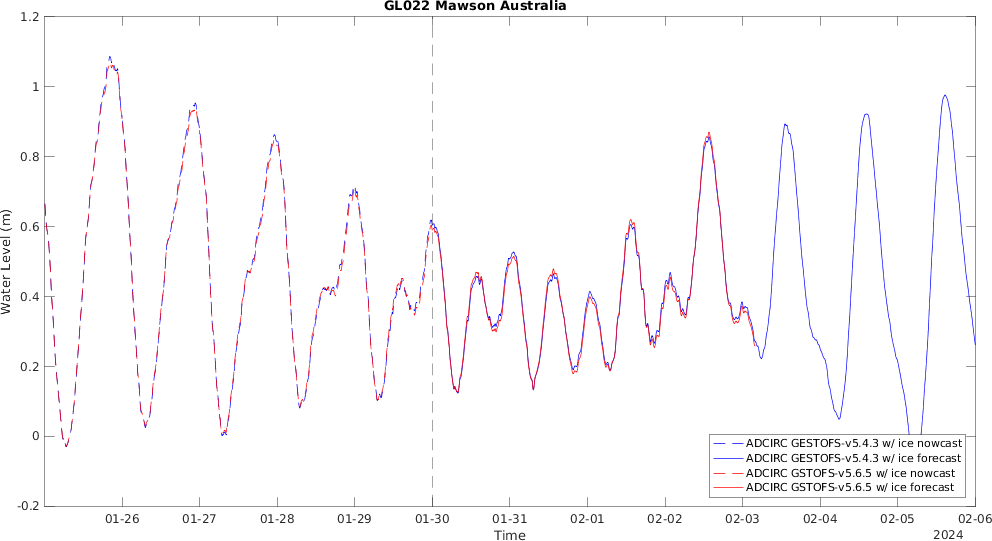 GL022 Mawson Australia
Water Level (m)
1.2
1
0.8
0.6
0.4
0.2
0
-0.2
ADCIRC GESTOFS-v5.4.3 w/ ice nowcast
ADCIRC GESTOFS-v5.4.3 w/ ice forecast
ADCIRC GSTOFS-v5.6.5 w/ ice nowcast
ADCIRC GSTOFS-v5.6.5 w/ ice forecast
01-26 01-27 01-28 01-29 01-30 01-31 02-01 02-02 02-03 02-04 02-05 02-06
Time
2024